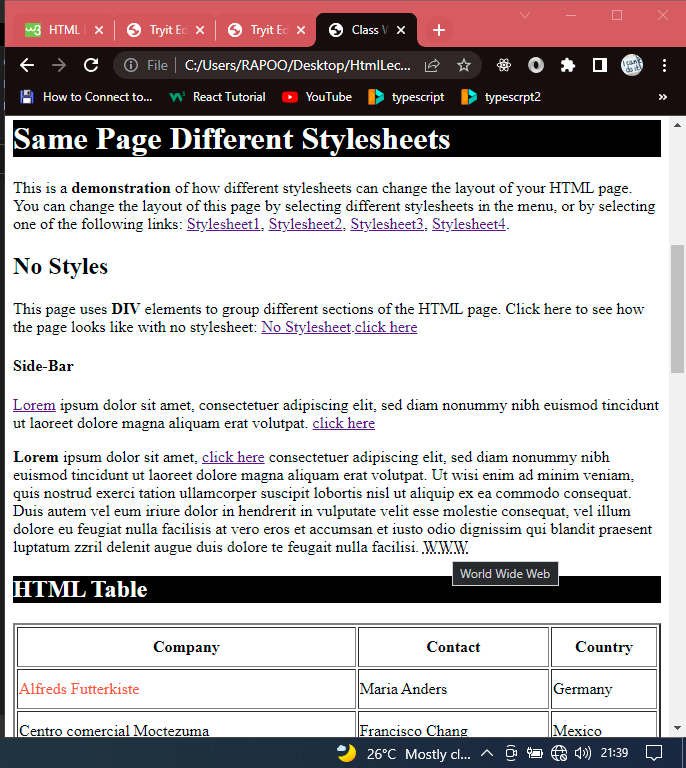 HTML
Tryit Ed
Tryit Ed
Class W
File
C:/Users/RAPOO/Desktop/HtmlLec...
I can do it!
How to Connect to...
React Tutorial
YouTube
typescript
typescrpt2
»
Same Page Different Stylesheets
This is a demonstration of how different stylesheets can change the layout of your HTML page.
You can change the layout of this page by selecting different stylesheets in the menu, or by selecting
one of the following links: Stylesheet1, Stylesheet2, Stylesheet3, Stylesheet4.
No Styles
This page uses DIV elements to group different sections of the HTML page. Click here to see how
the page looks like with no stylesheet: No Stylesheet.click here
Side-Bar
Lorem ipsum dolor sit amet, consectetuer adipiscing elit, sed diam nonummy nibh euismod tincidunt
ut laoreet dolore magna aliquam erat volutpat. click here
Lorem ipsum dolor sit amet, click here consectetuer adipiscing elit, sed diam nonummy nibh
euismod tincidunt ut laoreet dolore magna aliquam erat volutpat. Ut wisi enim ad minim veniam,
quis nostrud exerci tation ullamcorper suscipit lobortis nisl ut aliquip ex ea commodo consequat.
Duis autem vel eum iriure dolor in hendrerit in vulputate velit esse molestie consequat, vel illum
dolore eu feugiat nulla facilisis at vero eros et accumsan et iusto odio dignissim qui blandit praesent
luptatum zzril delenit augue duis dolore te feugait nulla facilisi. WWW
World Wide Web
HTML Table
Company Contact Country
Alfreds Futterkiste Maria Anders Germany
Centro comercial Moctezuma Francisco Chang Mexico
26°C Mostly cl... 21:39